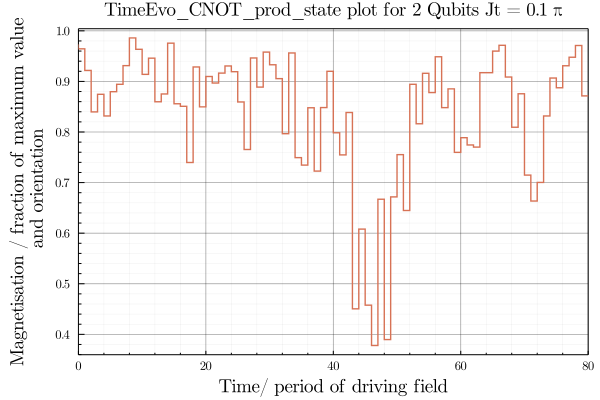 TimeEvo_CNOT_prod_state plot for 2 Qubits Jt = 0.1 π
Magnetisation / fraction of maximum value
and orientation
1.0
0.9
0.8
0.7
0.6
0.5
0.4
0 20 40 60 80
Time/ period of driving field